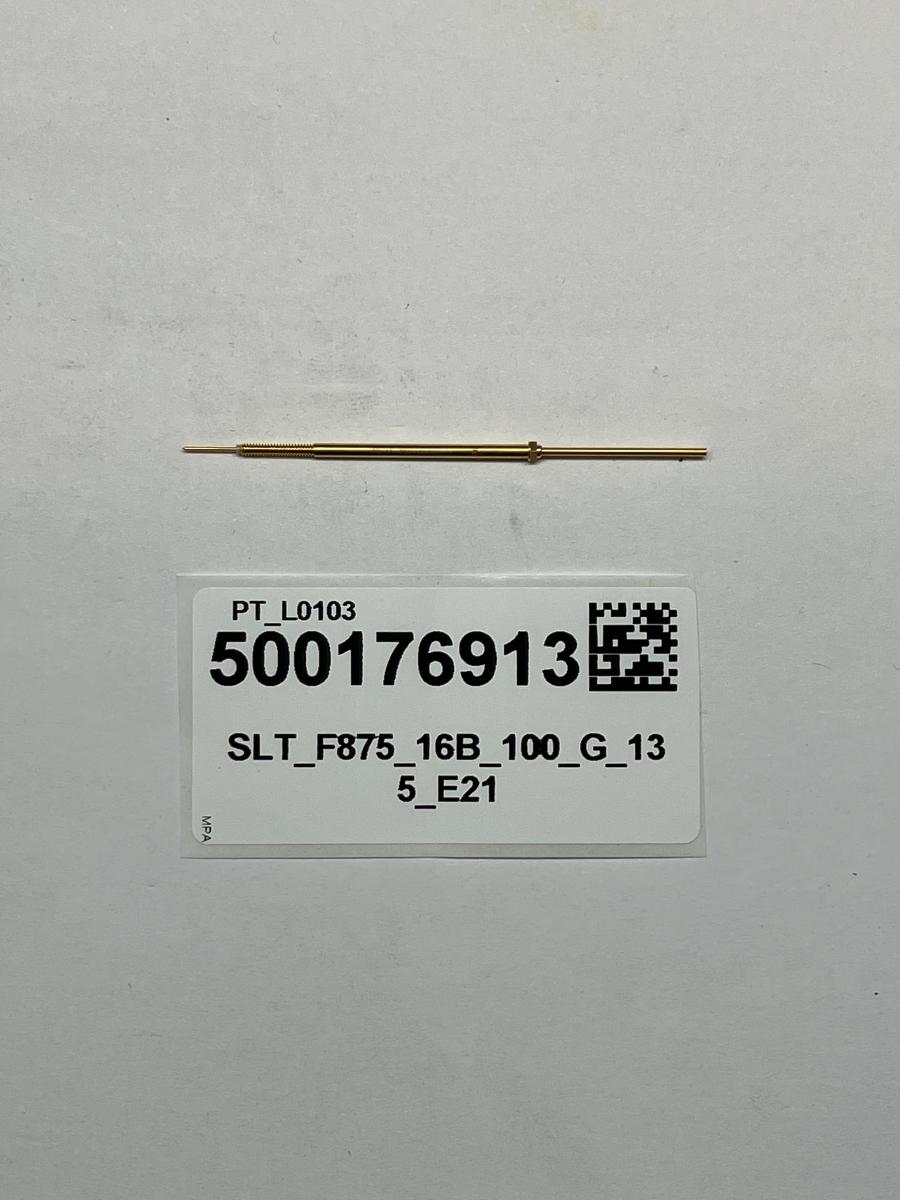 PT_L0103
500176913
SLT_F875_16B_100_G_13
5_E21
MPA